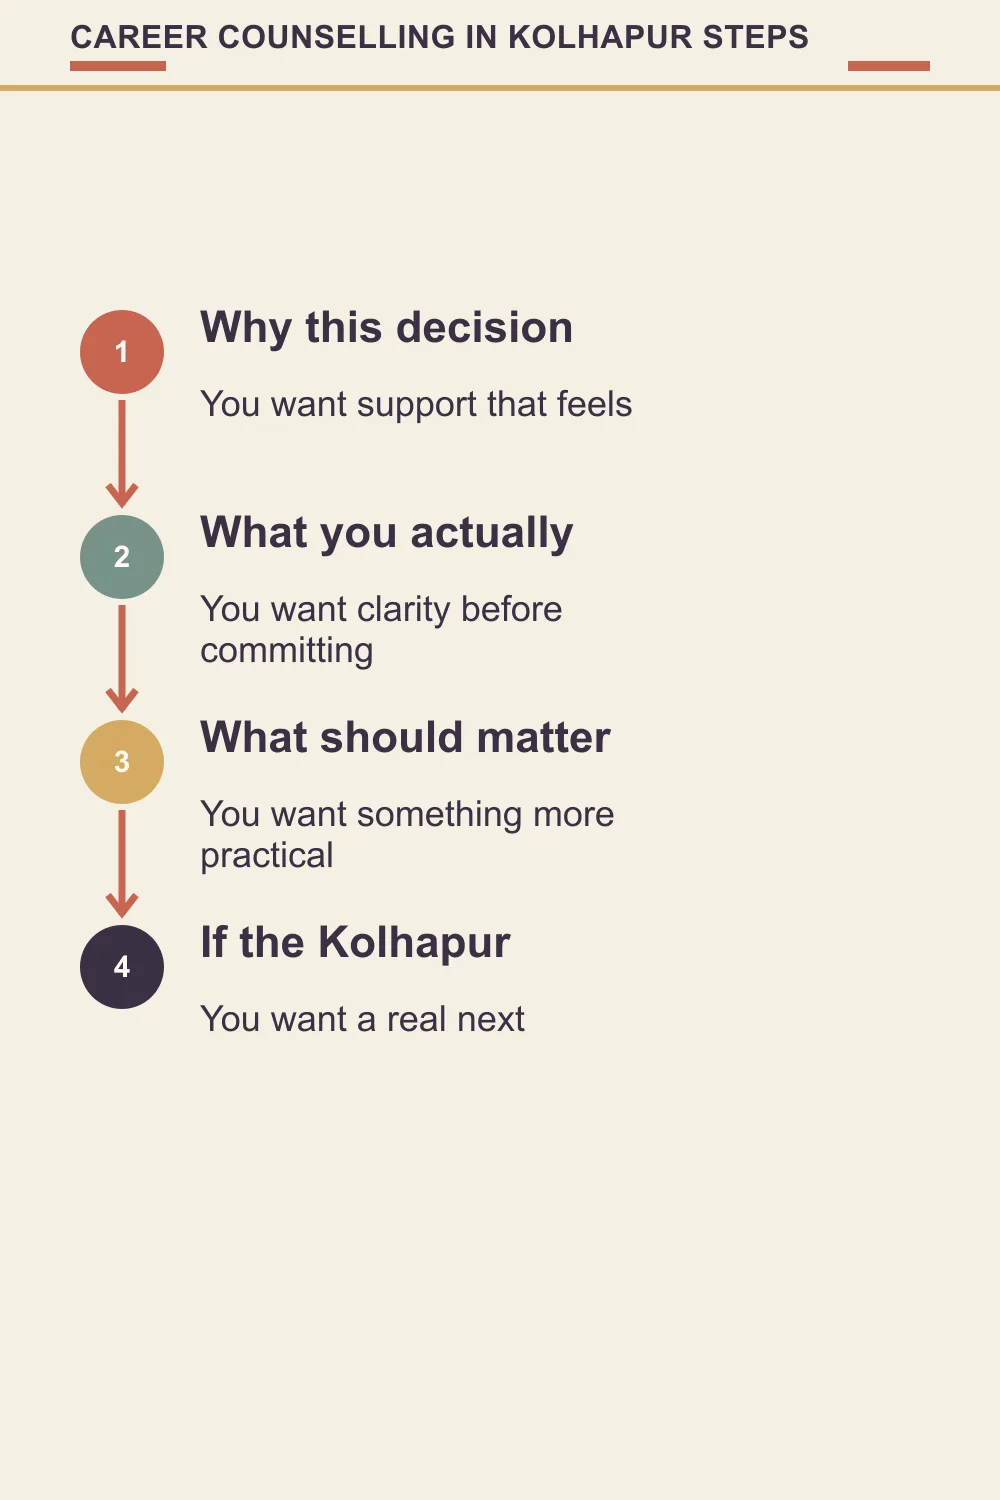 CAREER COUNSELLING IN KOLHAPUR STEPS
1
Why this decision
You want support that feels
2
What you actually
You want clarity before
committing
3
What should matter
You want something more
practical
4
If the Kolhapur
You want a real next